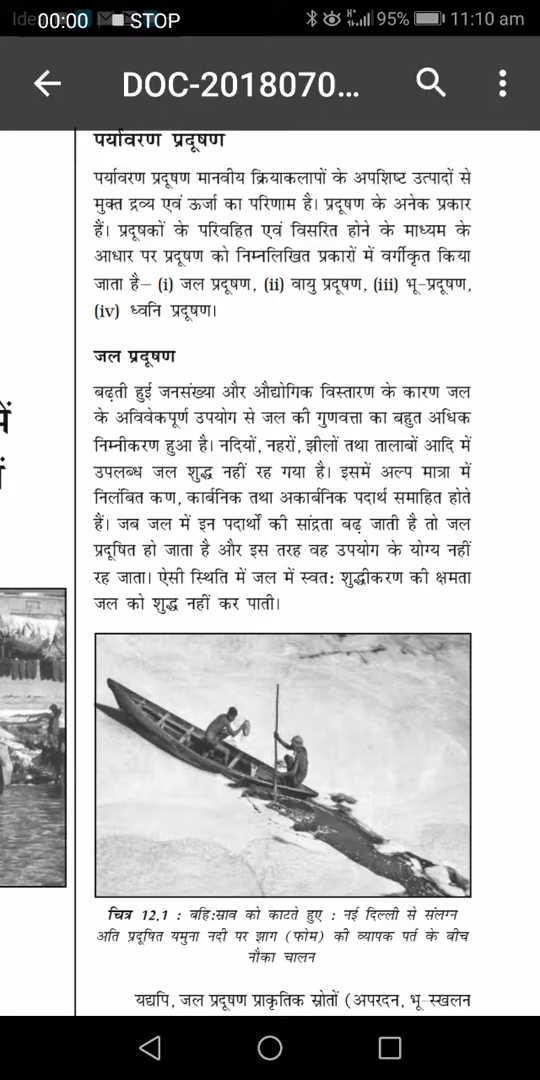 00:00 STOP 95% 11:10 am
DOC-2018070...
पर्यावरण प्रदूषण
पर्यावरण प्रदूषण मानवीय क्रियाकलापों के अपशिष्ट उत्पादों से
मुक्त द्रव्य एवं ऊर्जा का परिणाम है। प्रदूषण के अनेक प्रकार
हैं। प्रदूषकों के परिवहित एवं विसरित होने के माध्यम के
आधार पर प्रदूषण को निम्नलिखित प्रकारों में वर्गीकृत किया
जाता है– (i) जल प्रदूषण, (ii) वायु प्रदूषण, (iii) भू-प्रदूषण,
(iv) ध्वनि प्रदूषण।
जल प्रदूषण
बढ़ती हुई जनसंख्या और औद्योगिक विस्तारण के कारण जल
के अविवेकपूर्ण उपयोग से जल की गुणवत्ता का बहुत अधिक
निम्नीकरण हुआ है। नदियों, नहरों, झीलों तथा तालाबों आदि में
उपलब्ध जल शुद्ध नहीं रह गया है। इसमें अल्प मात्रा में
निलंबित कण, कार्बनिक तथा अकार्बनिक पदार्थ समाहित होते
हैं। जब जल में इन पदार्थों की सांद्रता बढ़ जाती है तो जल
प्रदूषित हो जाता है और इस तरह वह उपयोग के योग्य नहीं
रह जाता। ऐसी स्थिति में जल में स्वत: शुद्धीकरण की क्षमता
जल को शुद्ध नहीं कर पाती।
चित्र 12.1 : बहि:स्राव को काटते हुए : नई दिल्ली से संलग्न
अति प्रदूषित यमुना नदी पर झाग (फोम) की व्यापक पर्त के बीच
नौका चालन
यद्यपि, जल प्रदूषण प्राकृतिक स्रोतों (अपरदन, भू-स्खलन